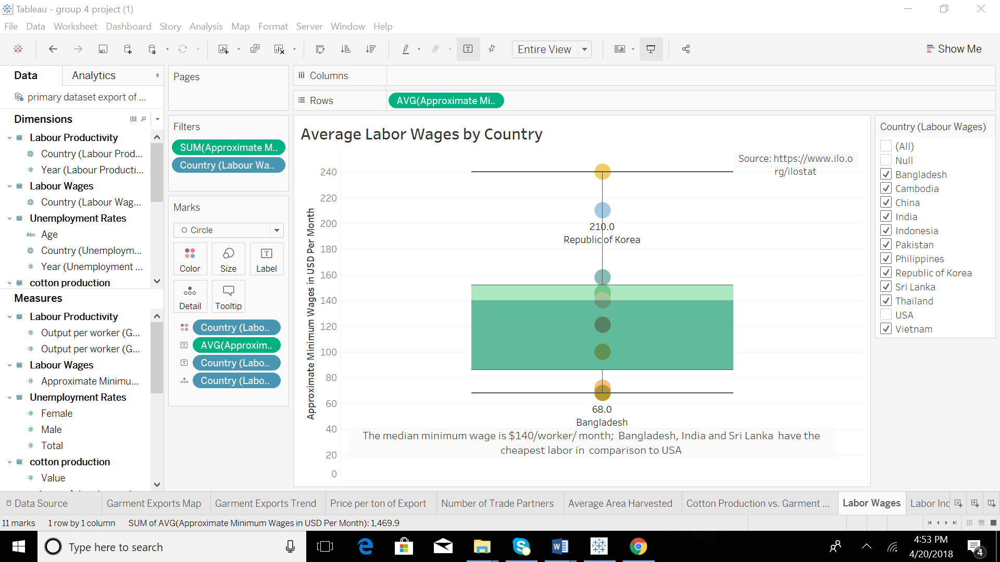 Tableau - group 4 project (1)
File Data Worksheet Dashboard Story Analysis Map Format Server Window Help
Entire View
Show Me
Data
Analytics
primary dataset export of ...
Dimensions
Labour Productivity
Country (Labour Prod...
Year (Labour Producti...
Labour Wages
Country (Labour Wag...
Unemployment Rates
Abc Age
Country (Unemploym...
Year (Unemployment ...
cotton production
Measures
Labour Productivity
Output per worker (G...
Output per worker (G...
Labour Wages
Approximate Minimu...
Unemployment Rates
Female
Male
Total
cotton production
Value
Pages
Filters
SUM(Approximate M..
Country (Labour Wa..
Marks
Circle
Color
Size
Label
Detail
Tooltip
Country (Labo..
AVG(Approxim..
Country (Labo..
Country (Labo..
Columns
Rows
AVG(Approximate Mi..
Average Labor Wages by Country
Source: https://www.ilo.o
rg/ilostat
Approximate Minimum Wages in USD Per Month
240
220
200
180
160
140
120
100
80
60
40
20
0
210.0
Republic of Korea
68.0
Bangladesh
The median minimum wage is $140/worker/ month; Bangladesh, India and Sri Lanka have the
cheapest labor in comparison to USA
Country (Labour Wages)
(All)
Null
Bangladesh
Cambodia
China
India
Indonesia
Pakistan
Philippines
Republic of Korea
Sri Lanka
Thailand
USA
Vietnam
Data Source
Garment Exports Map
Garment Exports Trend
Price per ton of Export
Number of Trade Partners
Average Area Harvested
Cotton Production vs. Garment ...
Labor Wages
Labor Inc
11 marks
1 row by 1 column
SUM of AVG(Approximate Minimum Wages in USD Per Month): 1,469.9
Type here to search
4:53 PM
4/20/2018
4